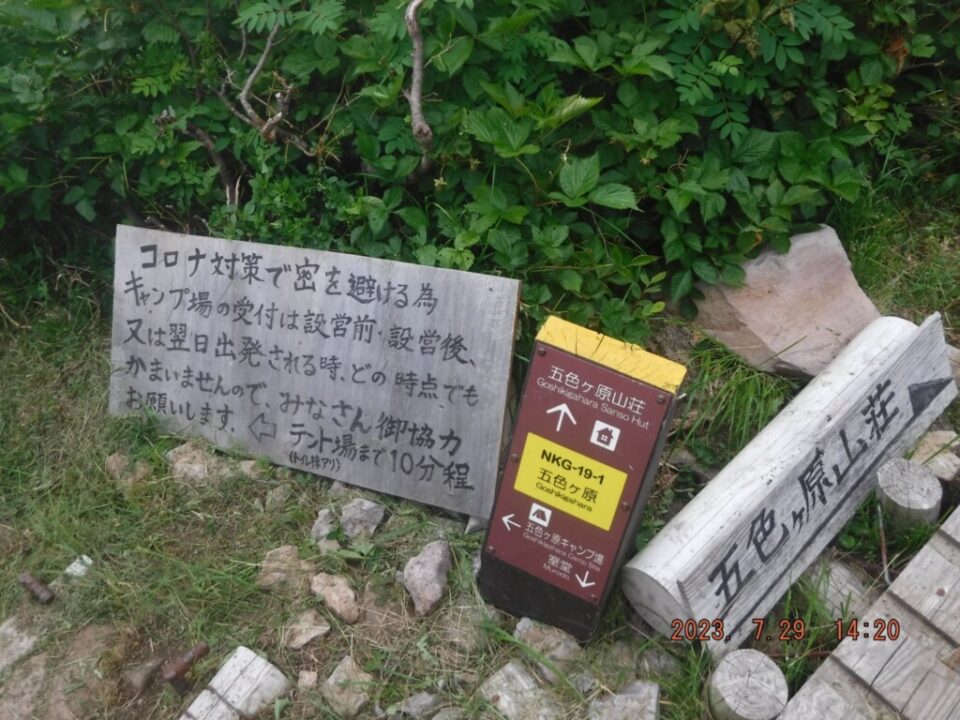 コロナ対策で密を避ける為
キャンプ場の受付は設営前・設営後、
又は翌日出発される時、どの時点でも
かまいませんので、みなさん御協力
お願いします。⇦ テント場まで10分程
(トイレ棟アリ)
五色ヶ原山荘
Goshikigahara Sanso Hut
↑
NKG-19-1
五色ヶ原
Goshikigahara
← 五色ヶ原キャンプ場
Goshikigahara Camp Site
室堂
Murodo
↓
五色ヶ原山荘
2023. 7.29 14:20